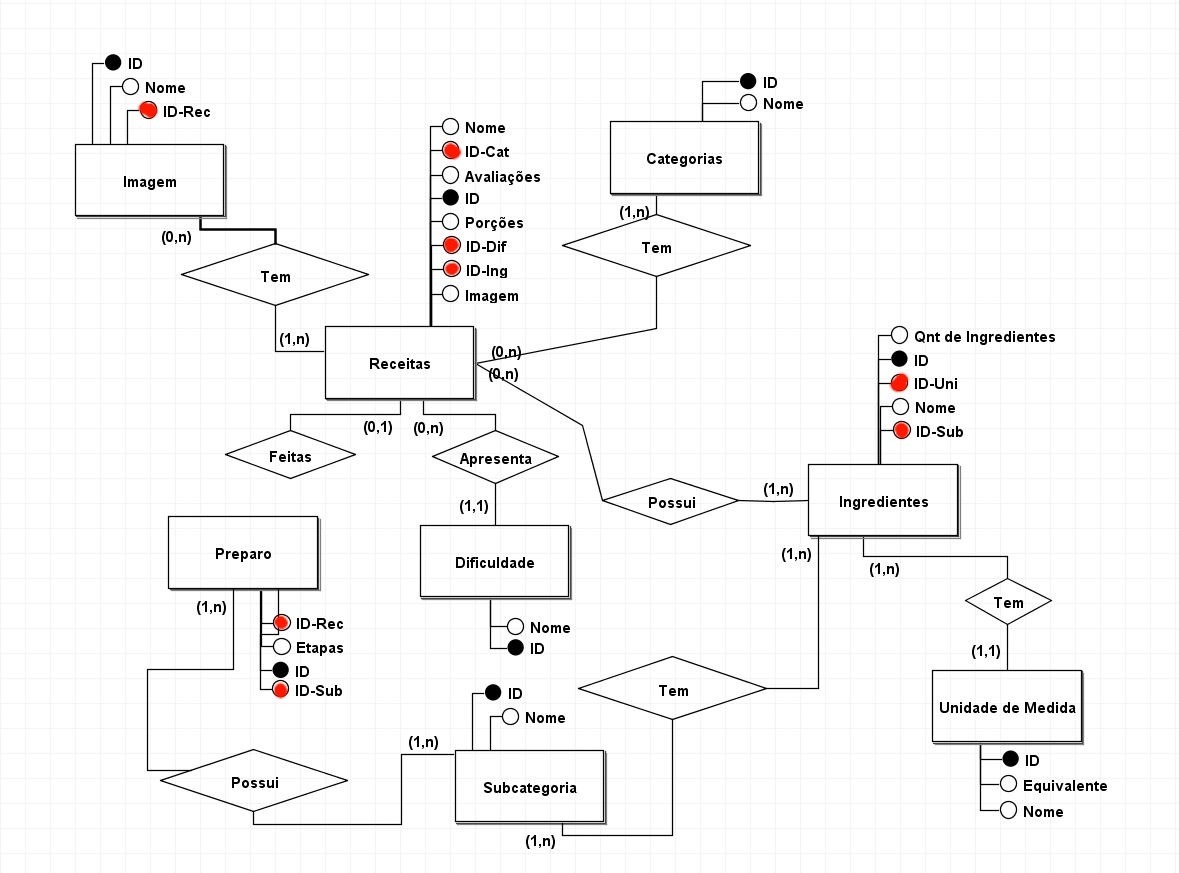 ID
Nome
ID-Rec
Imagem
(0,n)
Tem
(1,n)
Nome
ID-Cat
Avaliações
ID
Porções
ID-Dif
ID-Ing
Imagem
Receitas
ID
Nome
Categorias
(1,n)
Tem
(0,n)
(0,n)
(0,1)
(0,n)
Feitas
Apresenta
(1,1)
Dificuldade
Nome
ID
Possui
(1,n)
Qnt de Ingredientes
ID
ID-Uni
Nome
ID-Sub
Ingredientes
(1,n)
(1,n)
Tem
(1,1)
Unidade de Medida
ID
Equivalente
Nome
Preparo
(1,n)
ID-Rec
Etapas
ID
ID-Sub
Possui
(1,n)
ID
Nome
Subcategoria
(1,n)
Tem